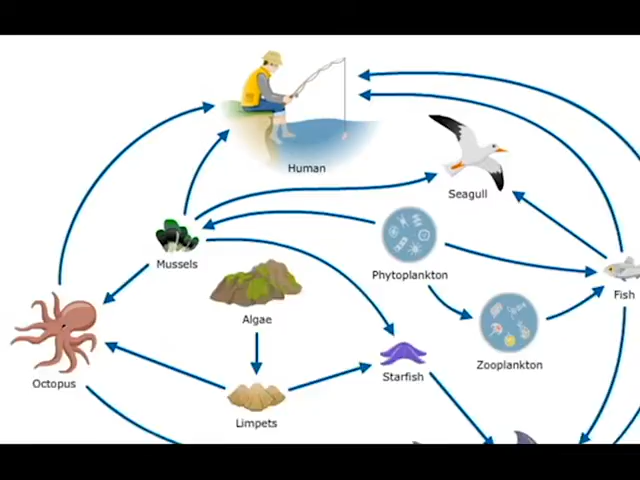 Human
Seagull
Mussels
Phytoplankton
Fish
Algae
Zooplankton
Octopus
Starfish
Limpets